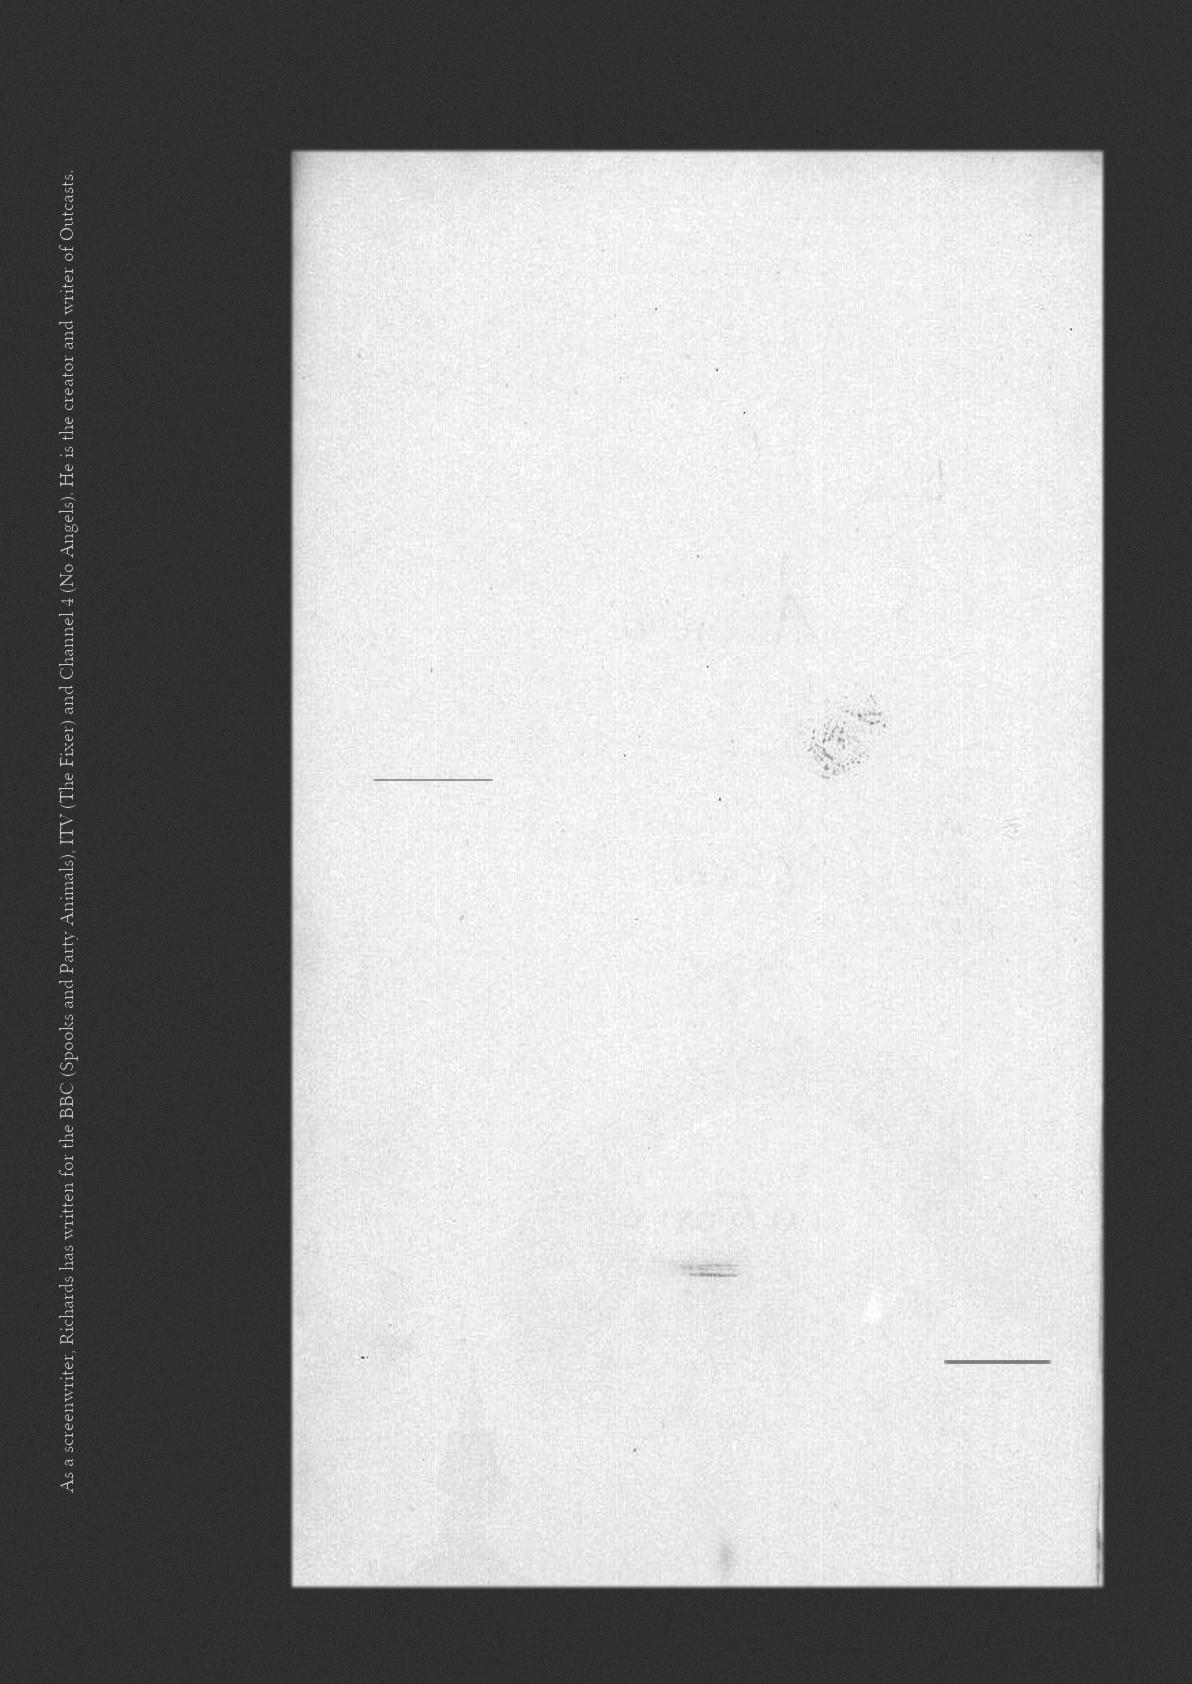 As a screenwriter, Richards has written for the BBC (Spooks and Party Animals), ITV (The Fixer) and Channel 4 (No Angels). He is the creator and writer of Outcasts.